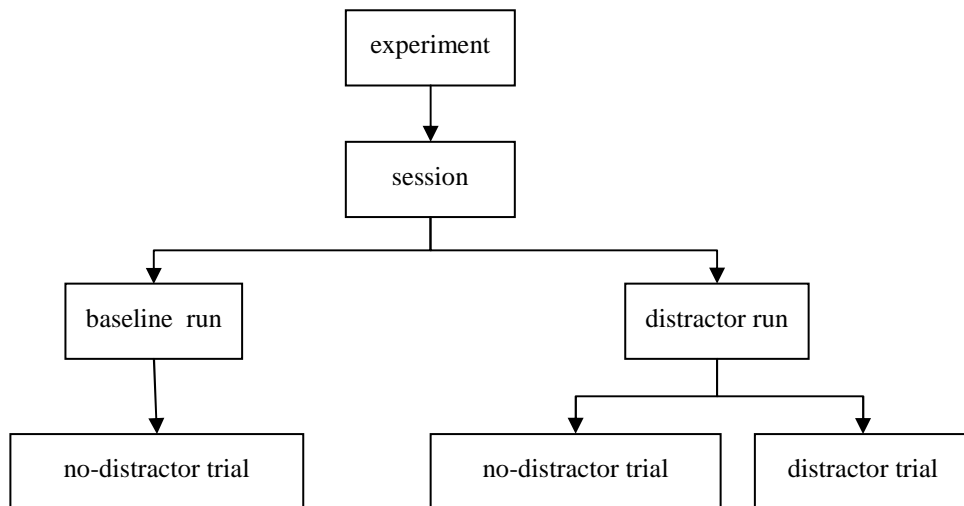 experiment
session
baseline run
distractor run
no-distractor trial
no-distractor trial
distractor trial